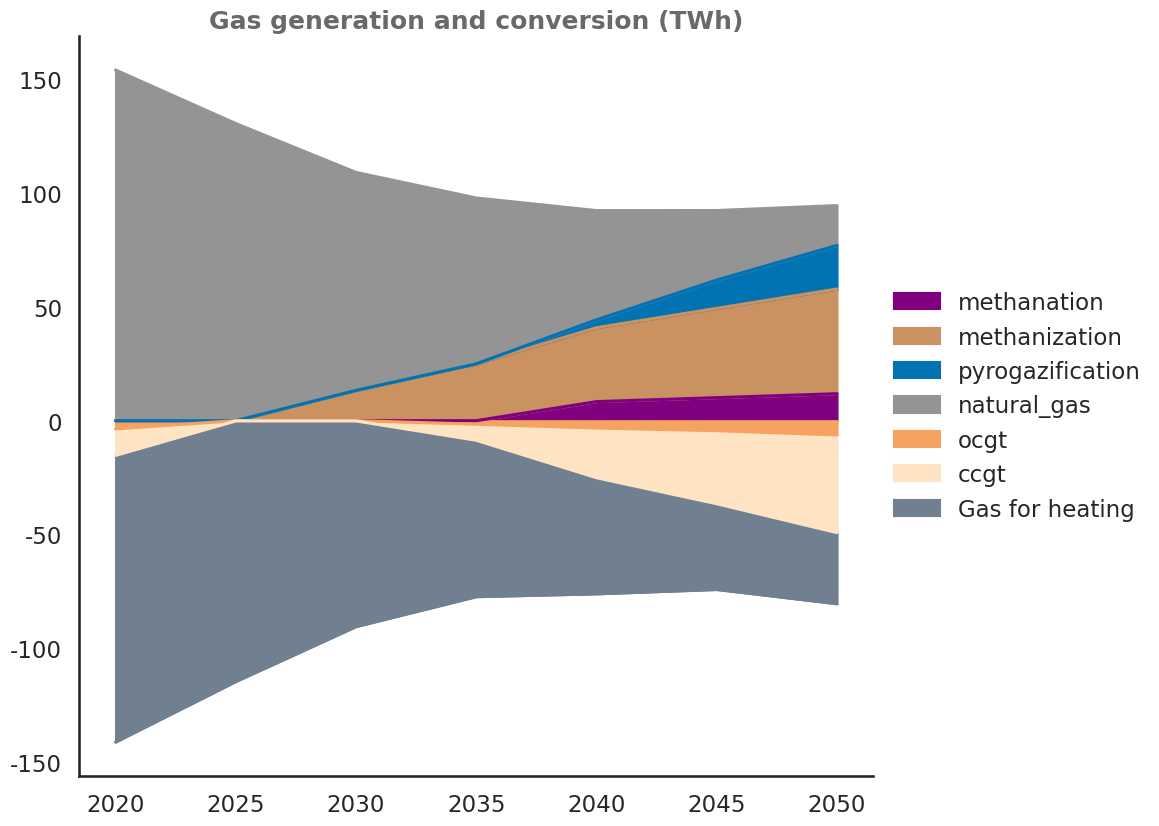 Gas generation and conversion (TWh)
150
100
50
0
-50
-100
-150
2020 2025 2030 2035 2040 2045 2050
methanation
methanization
pyrogazification
natural_gas
ocgt
ccgt
Gas for heating